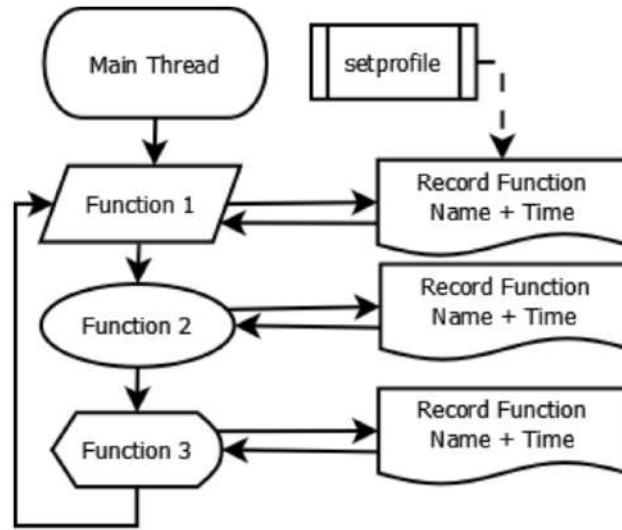 Main Thread
setprofile
Function 1
Record Function
Name + Time
Function 2
Record Function
Name + Time
Function 3
Record Function
Name + Time